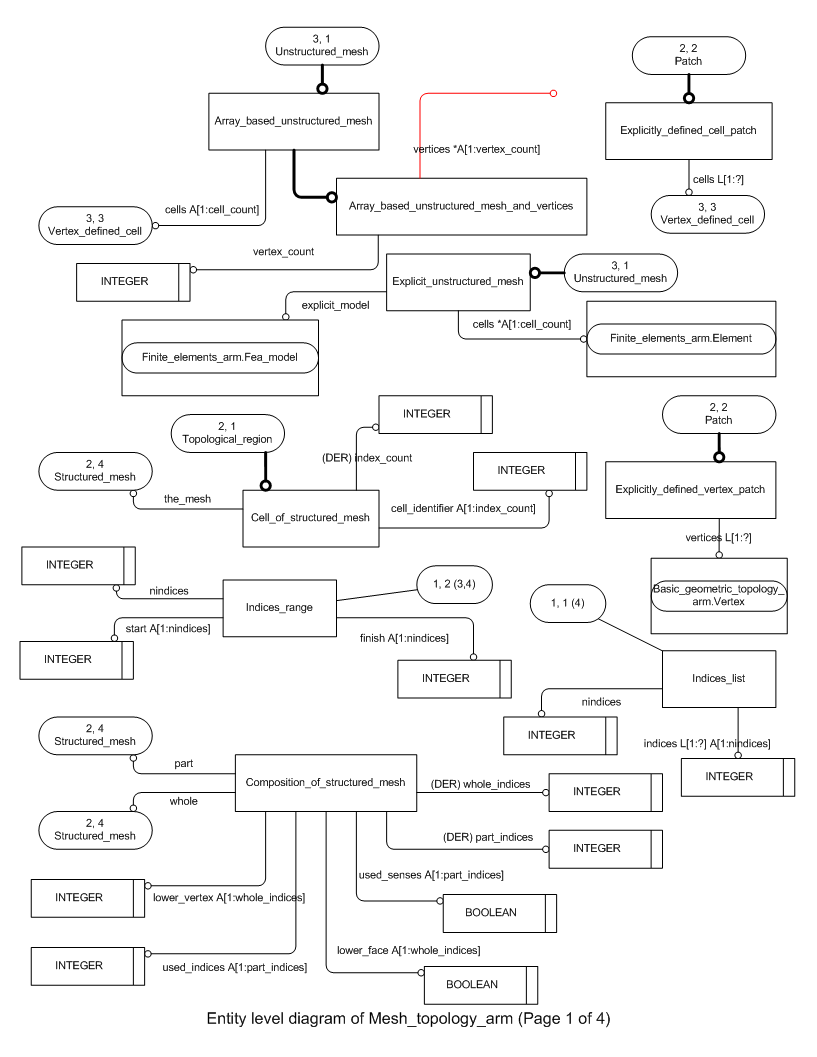 3, 1
Unstructured_mesh
2, 2
Patch
Array_based_unstructured_mesh
Explicitly_defined_cell_patch
vertices *A[1:vertex_count]
cells L[1:?]
cells A[1:cell_count]
Array_based_unstructured_mesh_and_vertices
3, 3
Vertex_defined_cell
3, 3
Vertex_defined_cell
vertex_count
INTEGER
Explicit_unstructured_mesh
3, 1
Unstructured_mesh
explicit_model
cells *A[1:cell_count]
Finite_elements_arm.Fea_model
Finite_elements_arm.Element
INTEGER
2, 1
Topological_region
2, 2
Patch
(DER) index_count
2, 4
Structured_mesh
INTEGER
the_mesh
cell_identifier A[1:index_count]
Cell_of_structured_mesh
Explicitly_defined_vertex_patch
vertices L[1:?]
INTEGER
nindices
Indices_range
1, 2 (3,4)
Basic_geometric_topology_
arm.Vertex
1, 1 (4)
start A[1:nindices]
finish A[1:nindices]
INTEGER
INTEGER
Indices_list
nindices
INTEGER
indices L[1:?] A[1:nindices]
INTEGER
2, 4
Structured_mesh
part
Composition_of_structured_mesh
(DER) whole_indices
INTEGER
whole
2, 4
Structured_mesh
(DER) part_indices
INTEGER
used_senses A[1:part_indices]
INTEGER
lower_vertex A[1:whole_indices]
BOOLEAN
lower_face A[1:whole_indices]
INTEGER
used_indices A[1:part_indices]
BOOLEAN
Entity level diagram of Mesh_topology_arm (Page 1 of 4)